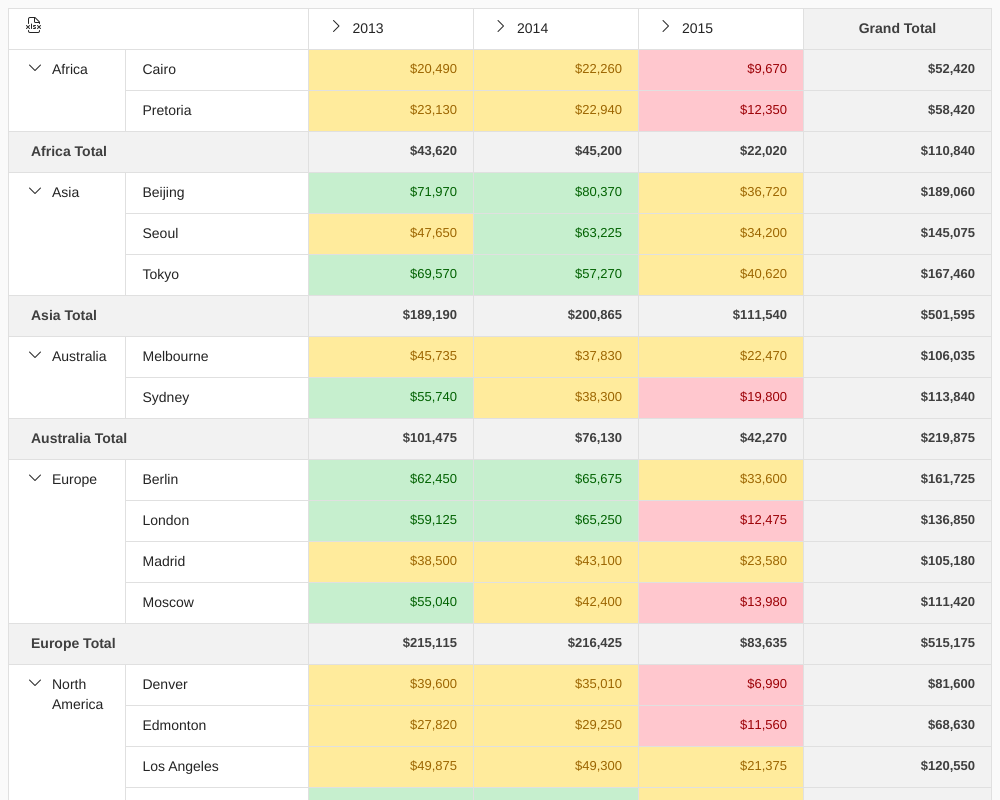 xlsx
2013 2014 2015 Grand Total
Africa Cairo $20,490 $22,260 $9,670 $52,420
Pretoria $23,130 $22,940 $12,350 $58,420
Africa Total $43,620 $45,200 $22,020 $110,840
Asia Beijing $71,970 $80,370 $36,720 $189,060
Seoul $47,650 $63,225 $34,200 $145,075
Tokyo $69,570 $57,270 $40,620 $167,460
Asia Total $189,190 $200,865 $111,540 $501,595
Australia Melbourne $45,735 $37,830 $22,470 $106,035
Sydney $55,740 $38,300 $19,800 $113,840
Australia Total $101,475 $76,130 $42,270 $219,875
Europe Berlin $62,450 $65,675 $33,600 $161,725
London $59,125 $65,250 $12,475 $136,850
Madrid $38,500 $43,100 $23,580 $105,180
Moscow $55,040 $42,400 $13,980 $111,420
Europe Total $215,115 $216,425 $83,635 $515,175
North Denver $39,600 $35,010 $6,990 $81,600
America
Edmonton $27,820 $29,250 $11,560 $68,630
Los Angeles $49,875 $49,300 $21,375 $120,550